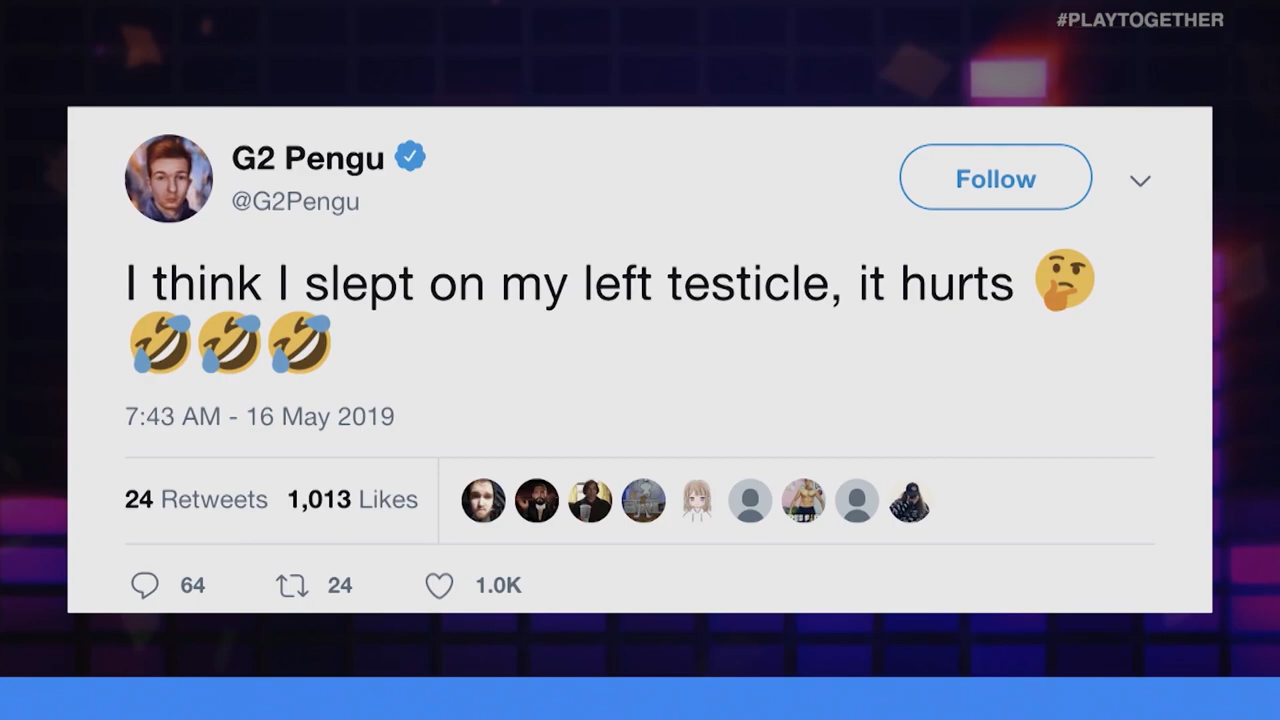 #PLAYTOGETHER
G2 Pengu
@G2Pengu
Follow
I think I slept on my left testicle, it hurts 🤔
🤣🤣🤣
7:43 AM - 16 May 2019
24 Retweets 1,013 Likes
64 24 1.0K